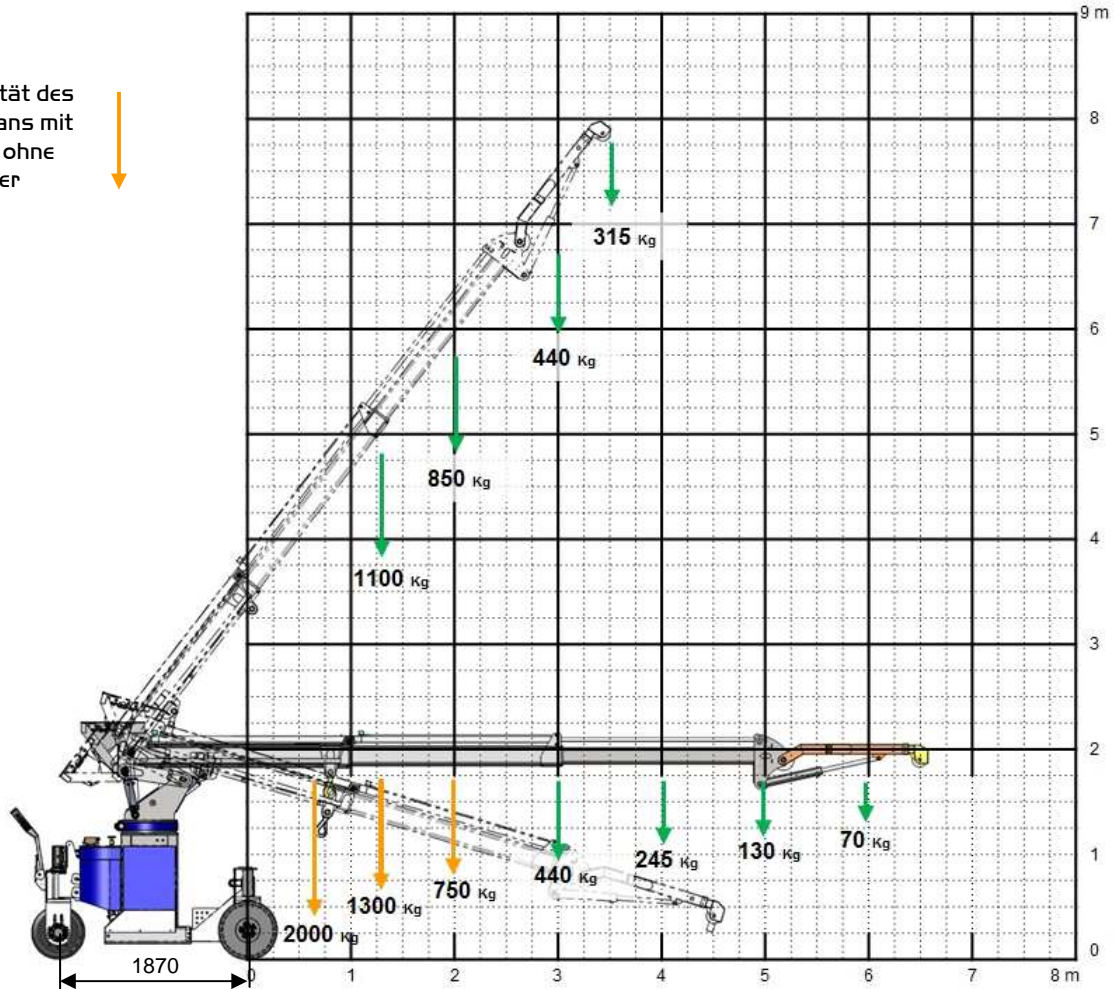 9 m
tät des
ans mit
ohne
er
8
7
315 Kg
6
440 Kg
5
850 Kg
4
1100 Kg
3
2
1
70 Kg
130 Kg
245 Kg
440 Kg
750 Kg
1300 Kg
2000 Kg
0
1870
0 1 2 3 4 5 6 7 8 m